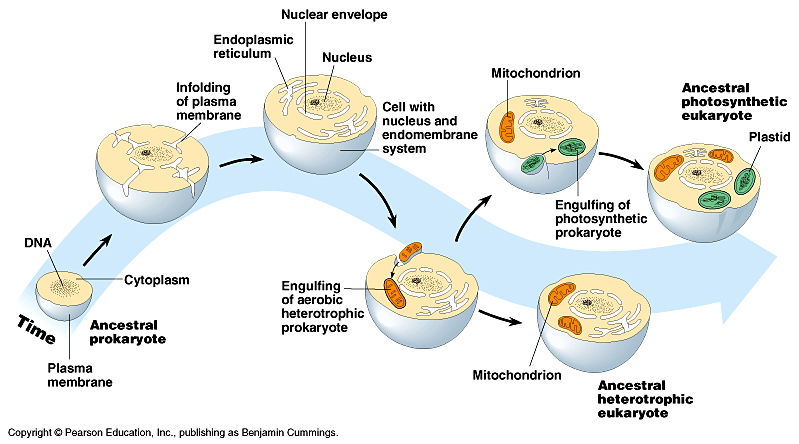 Nuclear envelope
Endoplasmic
reticulum
Nucleus
Infolding
of plasma
membrane
Cell with
nucleus and
endomembrane
system
Mitochondrion
Ancestral
photosynthetic
eukaryote
Plastid
Engulfing of
photosynthetic
prokaryote
DNA
Cytoplasm
Engulfing
of aerobic
heterotrophic
prokaryote
Time
Ancestral
prokaryote
Plasma
membrane
Mitochondrion
Ancestral
heterotrophic
eukaryote
Copyright © Pearson Education, Inc., publishing as Benjamin Cummings.